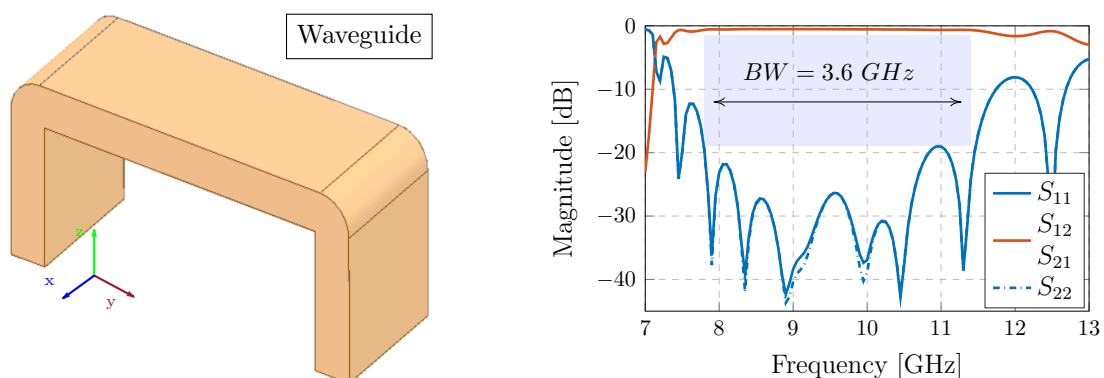 Waveguide
z
x
y
Magnitude [dB]
0
−10
−20
−30
−40
BW = 3.6 GHz
S11
S12
S21
S22
7 8 9 10 11 12 13
Frequency [GHz]